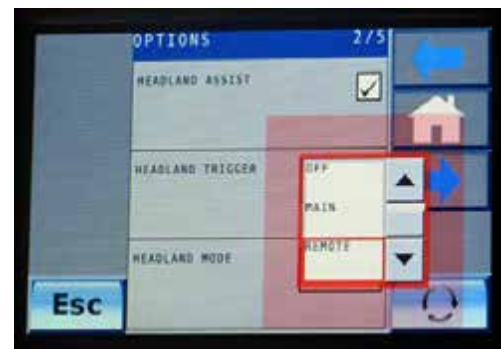 OPTIONS 2/5
HEADLAND ASSIST
HEADLAND TRIGGER
OFF
MAIN
REMOTE
HEADLAND MODE
Esc